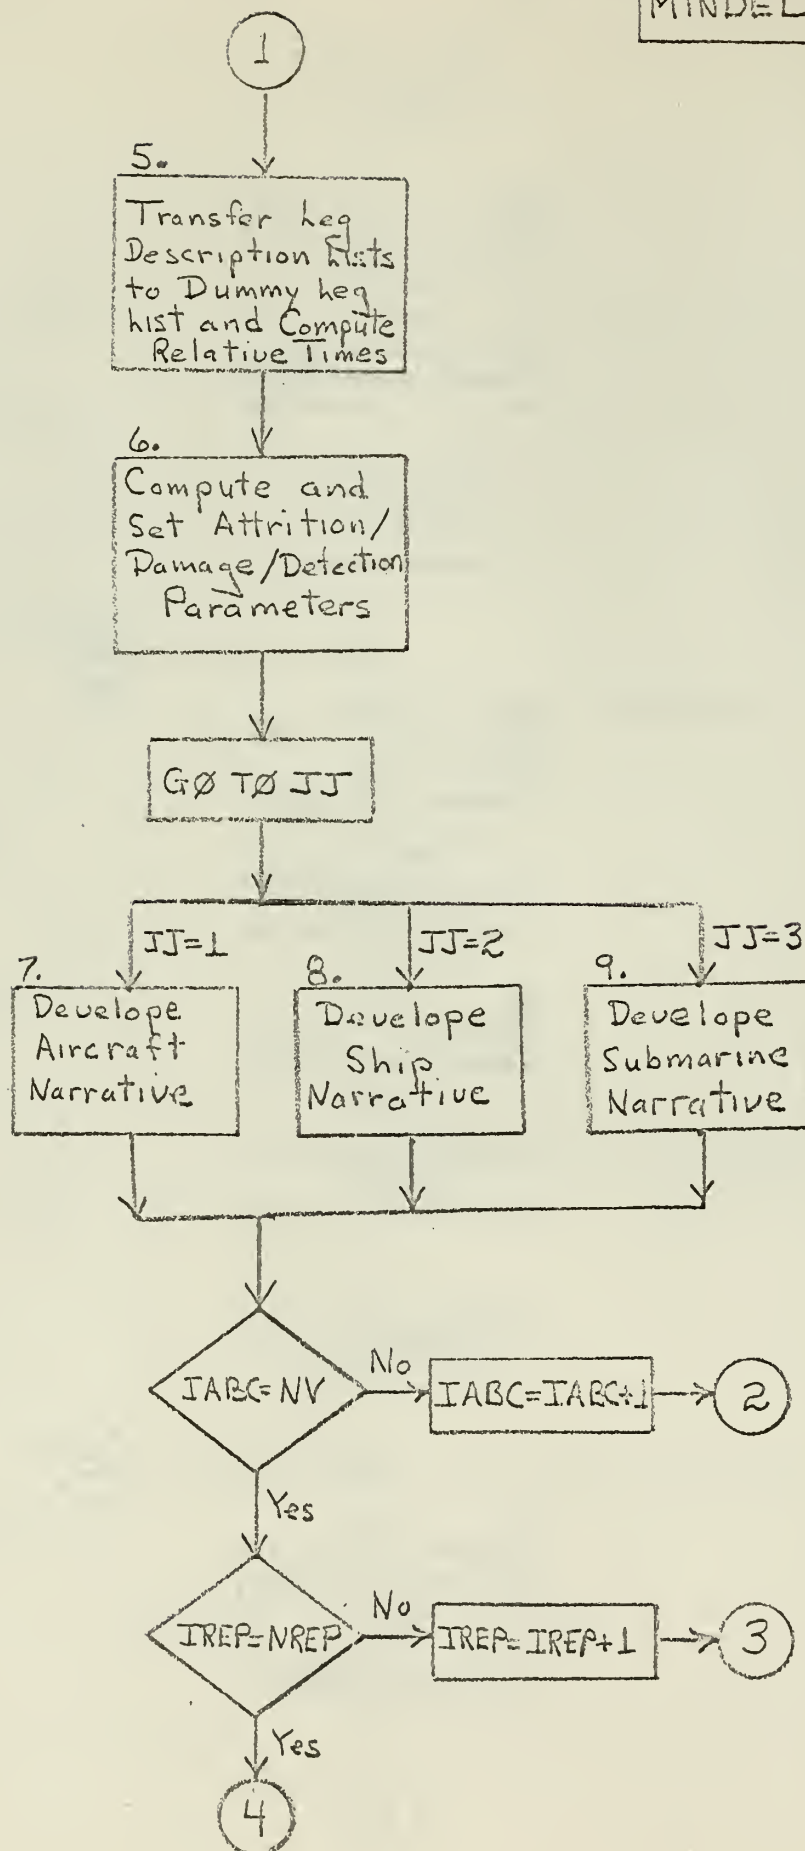 MINDEL
1
5.
Transfer Leg
Description Lists
to Dummy Leg
List and Compute
Relative Times
6.
Compute and
Set Attrition/
Damage/Detection
Parameters
GØ TØ JJ
JJ=1
JJ=2
JJ=3
7.
Develope
Aircraft
Narrative
8.
Develope
Ship
Narrative
9.
Develope
Submarine
Narrative
IABC=NV
No
IABC=IABC+1
2
Yes
IREP=NREP
No
IREP=IREP+1
3
Yes
4